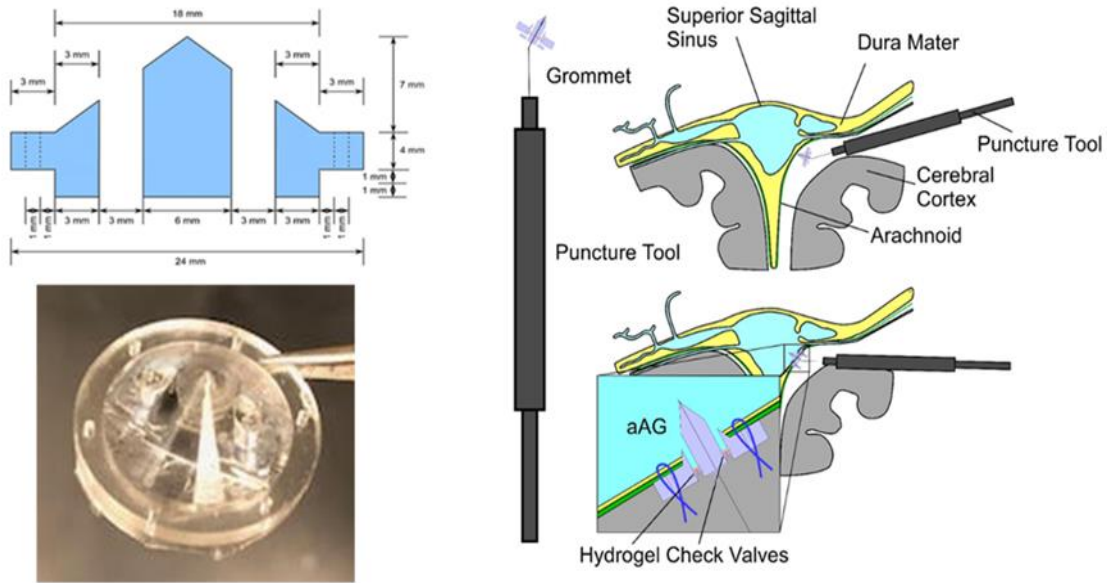 18 mm
3 mm
3 mm
3 mm
3 mm
7 mm
4 mm
1 mm
1 mm
1 mm
1 mm
3 mm
3 mm
6 mm
3 mm
3 mm
1 mm
1 mm
24 mm
Grommet
Puncture Tool
Superior Sagittal
Sinus
Dura Mater
Puncture Tool
Cerebral
Cortex
Arachnoid
aAG
Hydrogel Check Valves